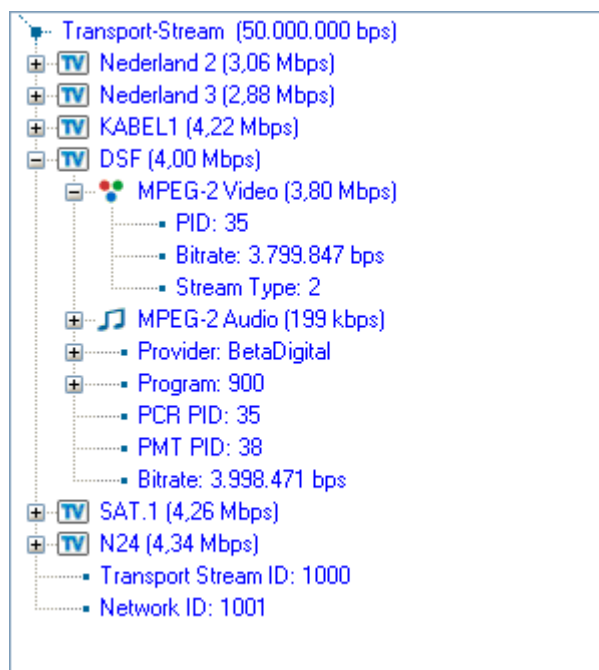 Transport-Stream (50.000.000 bps)
TV Nederland 2 (3,06 Mbps)
TV Nederland 3 (2,88 Mbps)
TV KABEL1 (4,22 Mbps)
TV DSF (4,00 Mbps)
MPEG-2 Video (3,80 Mbps)
PID: 35
Bitrate: 3.799.847 bps
Stream Type: 2
MPEG-2 Audio (199 kbps)
Provider: BetaDigital
Program: 900
PCR PID: 35
PMT PID: 38
Bitrate: 3.998.471 bps
TV SAT.1 (4,26 Mbps)
TV N24 (4,34 Mbps)
Transport Stream ID: 1000
Network ID: 1001